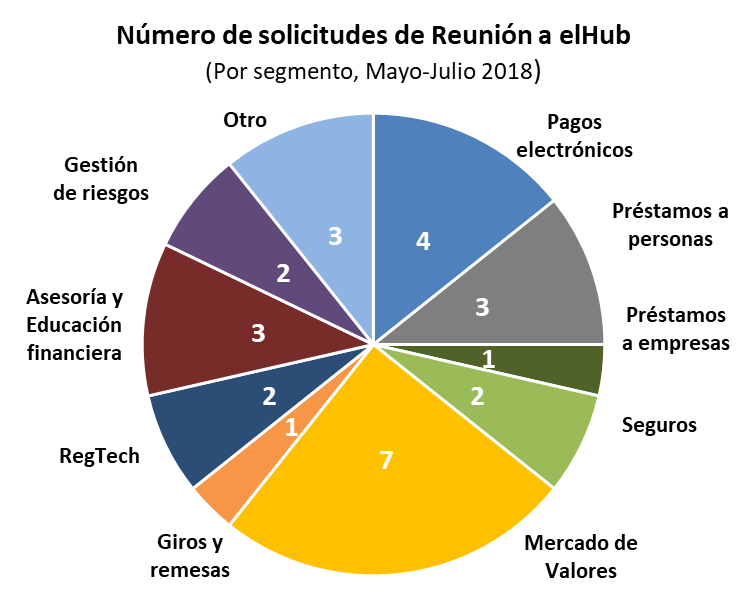 Número de solicitudes de Reunión a elHub
(Por segmento, Mayo-Julio 2018)
Otro
Pagos
electrónicos
Gestión
de riesgos
Préstamos a
personas
3
4
2
3
Asesoría y
Educación
financiera
Préstamos
a empresas
3
1
2
2
1
Seguros
RegTech
7
Giros y
remesas
Mercado de
Valores